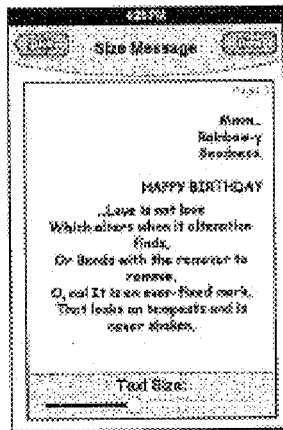 Size Message
Page
Mmm..
Rainbow-y
Goodness.
HAPPY BIRTHDAY
..Love is not love
Which alters when it alteration
finds,
Or Bends with the remover to
remove.
O, no! It is an ever-fixed mark,
That looks on tempests and is
never shaken.
Text Size: